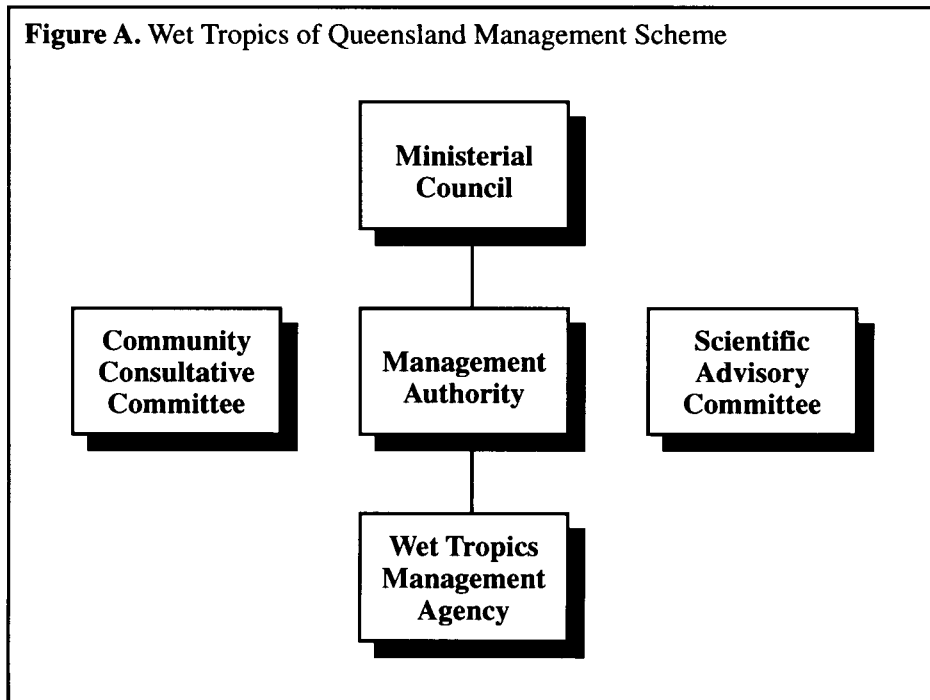 Figure A. Wet Tropics of Queensland Management Scheme
Ministerial
Council
Community
Consultative
Committee
Management
Authority
Scientific
Advisory
Committee
Wet Tropics
Management
Agency